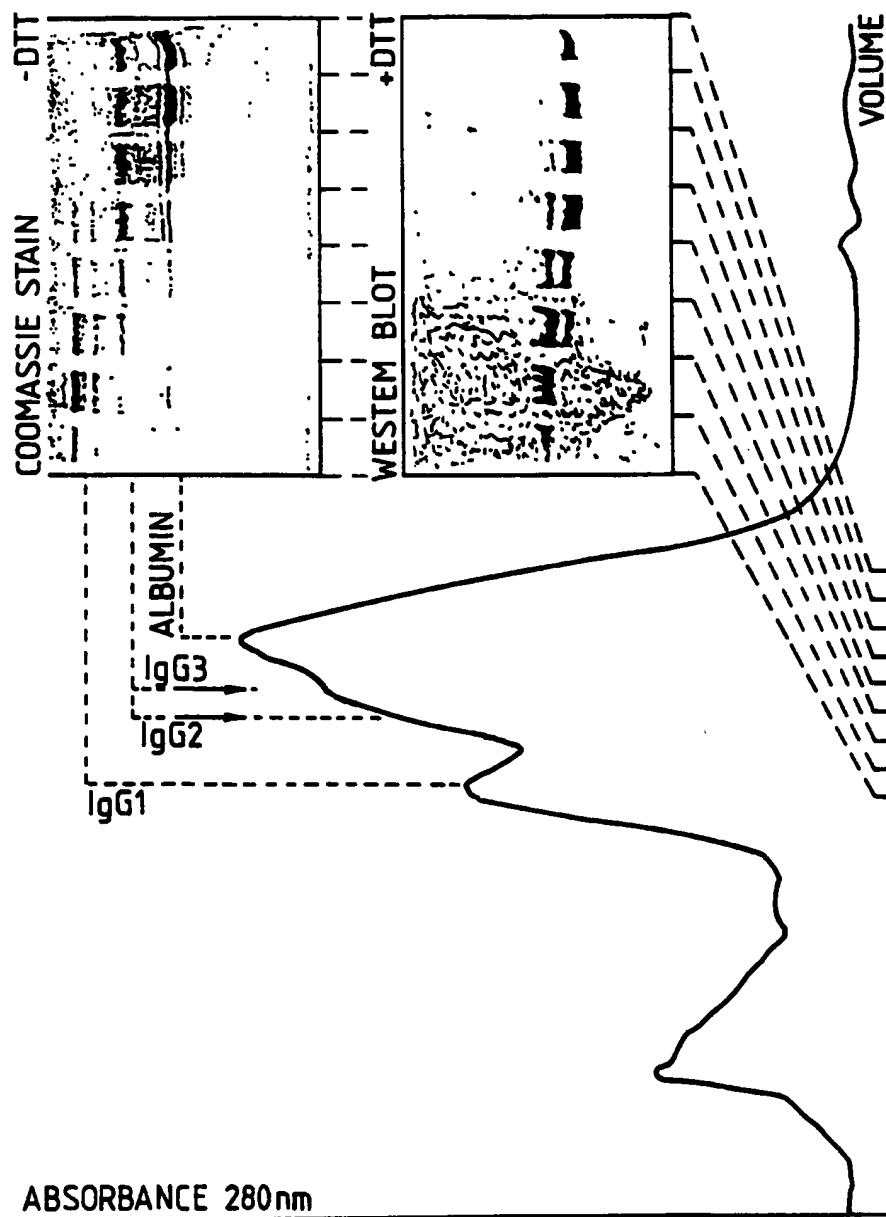 COOMASSIE STAIN
-DTT
WESTEM BLOT
+DTT
ALBUMIN
IgG3
IgG2
IgG1
VOLUME
ABSORBANCE 280nm